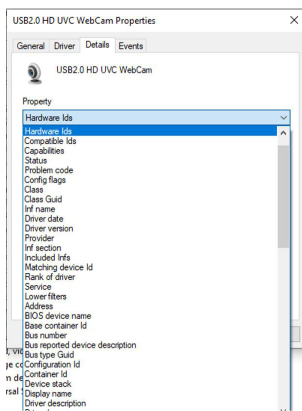 USB2.0 HD UVC WebCam Properties
General Driver Details Events
USB2.0 HD UVC WebCam
Property
Hardware Ids
Hardware Ids
Compatible Ids
Capabilities
Status
Problem code
Config flags
Class
Class Guid
Inf name
Driver date
Driver version
Provider
Inf section
Included Infs
Matching device Id
Rank of driver
Service
Lower filters
Address
BIOS device name
Base container Id
Bus number
Bus reported device description
Bus type Guid
Configuration Id
Container Id
Device stack
Display name
Driver description